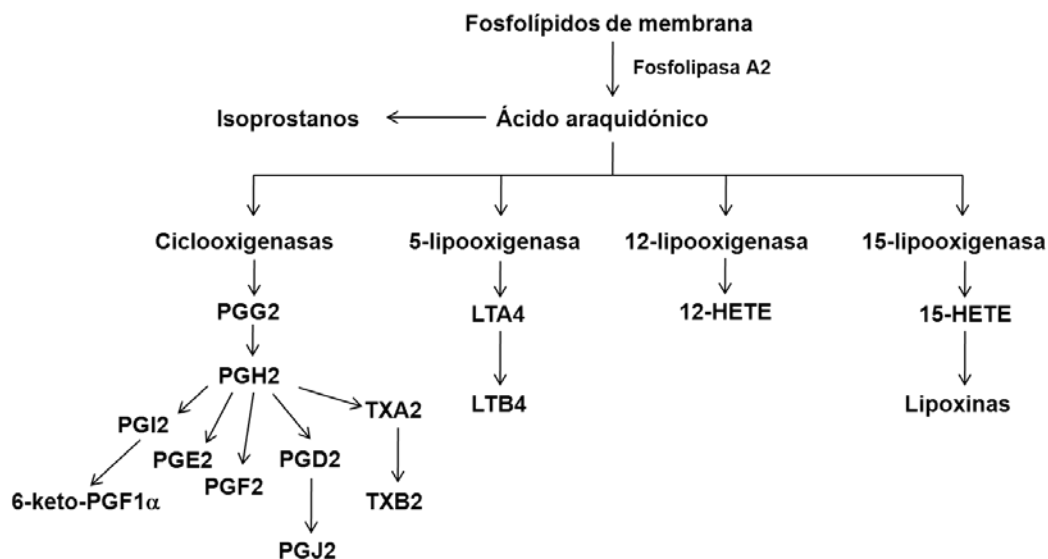 Fosfolípidos de membrana
Fosfolipasa A2
Isoprostanos
Ácido araquidónico
Ciclooxigenasas
5-lipooxigenasa
12-lipooxigenasa
15-lipooxigenasa
PGG2
LTA4
12-HETE
15-HETE
PGH2
LTB4
Lipoxinas
TXA2
PGI2
PGE2
PGD2
PGF2
6-keto-PGF1α
TXB2
PGJ2